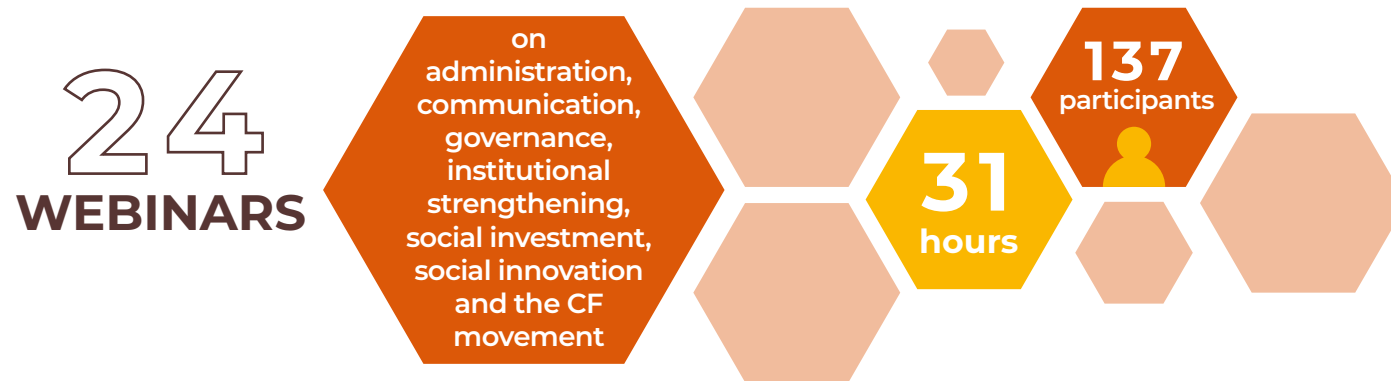 24
WEBINARS
on
administration,
communication,
governance,
institutional
strengthening,
social investment,
social innovation
and the CF
movement
31
hours
137
participants